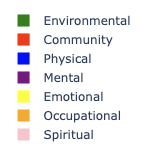 Environmental
Community
Physical
Mental
Emotional
Occupational
Spiritual